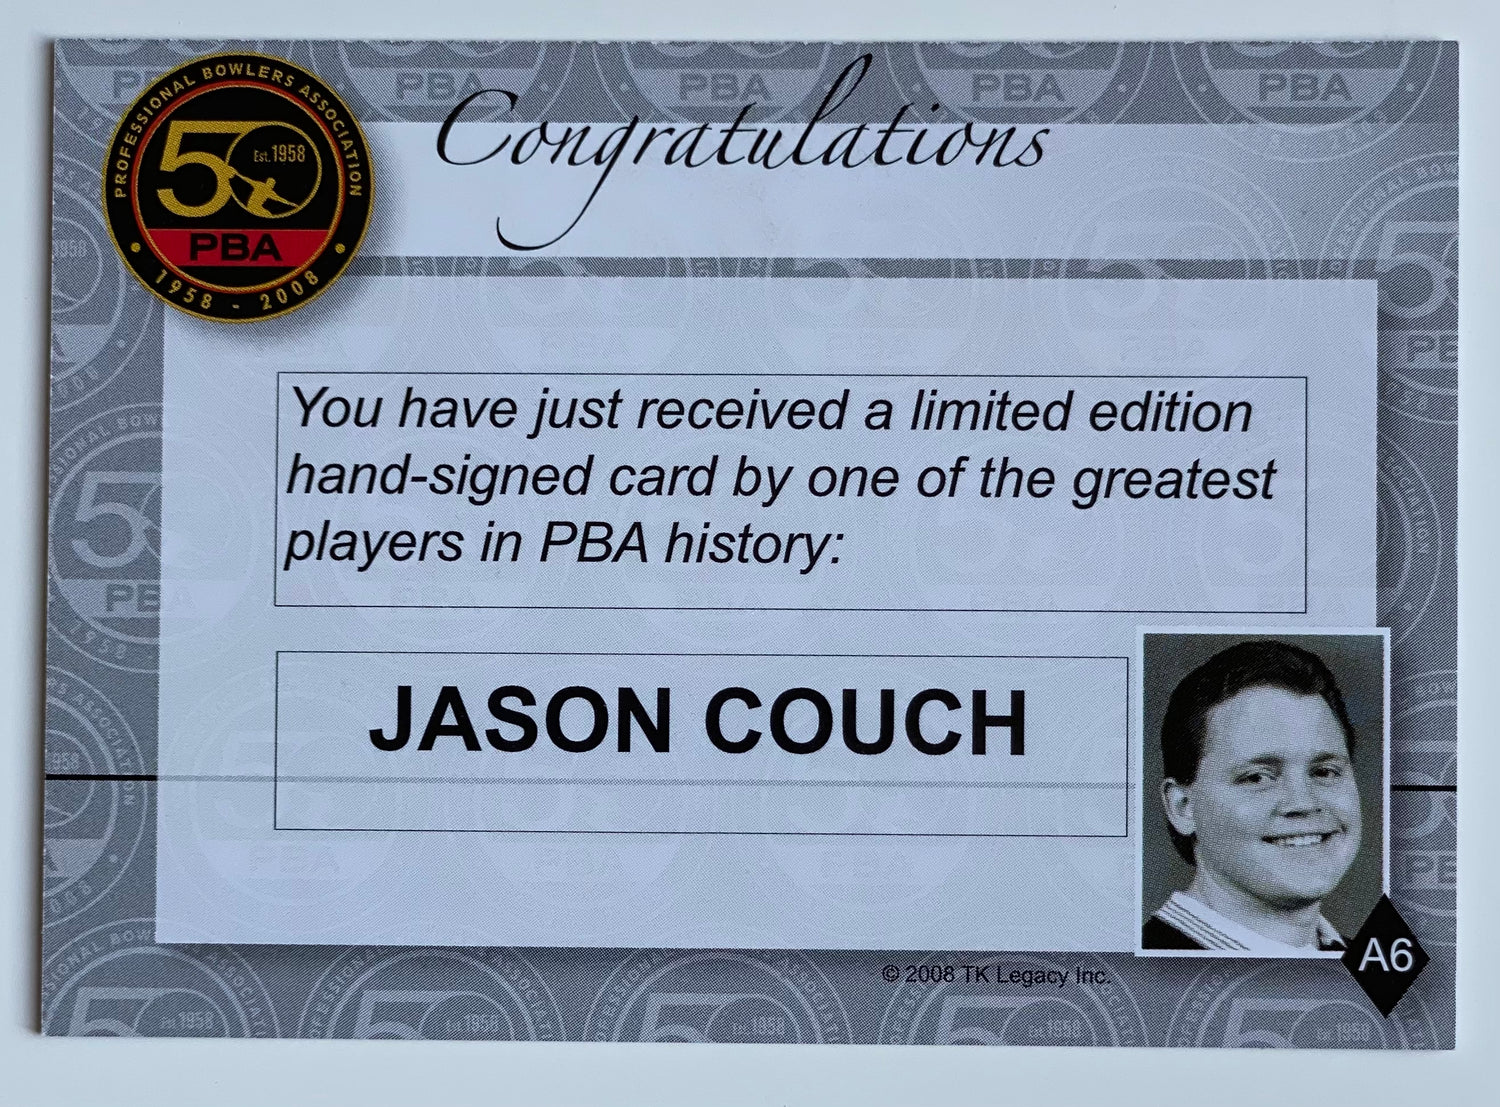 PROFESSIONAL BOWLERS ASSOCIATION
50
Est.1958
PBA
1958 - 2008
Congratulations
You have just received a limited edition
hand-signed card by one of the greatest
players in PBA history:
JASON COUCH
A6
© 2008 TK Legacy Inc.